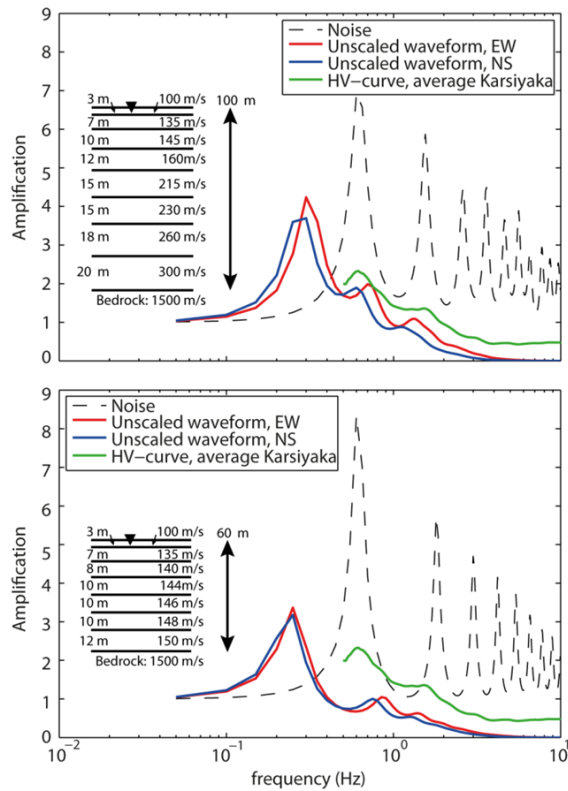 9
8
7
6
5
4
3
2
1
0
Amplification
Noise
Unscaled waveform, EW
Unscaled waveform, NS
HV-curve, average Karsiyaka
3 m 100 m/s 100 m
7 m 135 m/s
10 m 145 m/s
12 m 160m/s
15 m 215 m/s
15 m 230 m/s
18 m 260 m/s
20 m 300 m/s
Bedrock: 1500 m/s
9
8
7
6
5
4
3
2
1
0
Amplification
Noise
Unscaled waveform, EW
Unscaled waveform, NS
HV-curve, average Karsiyaka
3 m 100 m/s 60 m
7 m 135 m/s
8 m 140 m/s
10 m 144m/s
10 m 146 m/s
10 m 148 m/s
12 m 150 m/s
Bedrock: 1500 m/s
10⁻² 10⁻¹ 10⁰ 10¹
frequency (Hz)